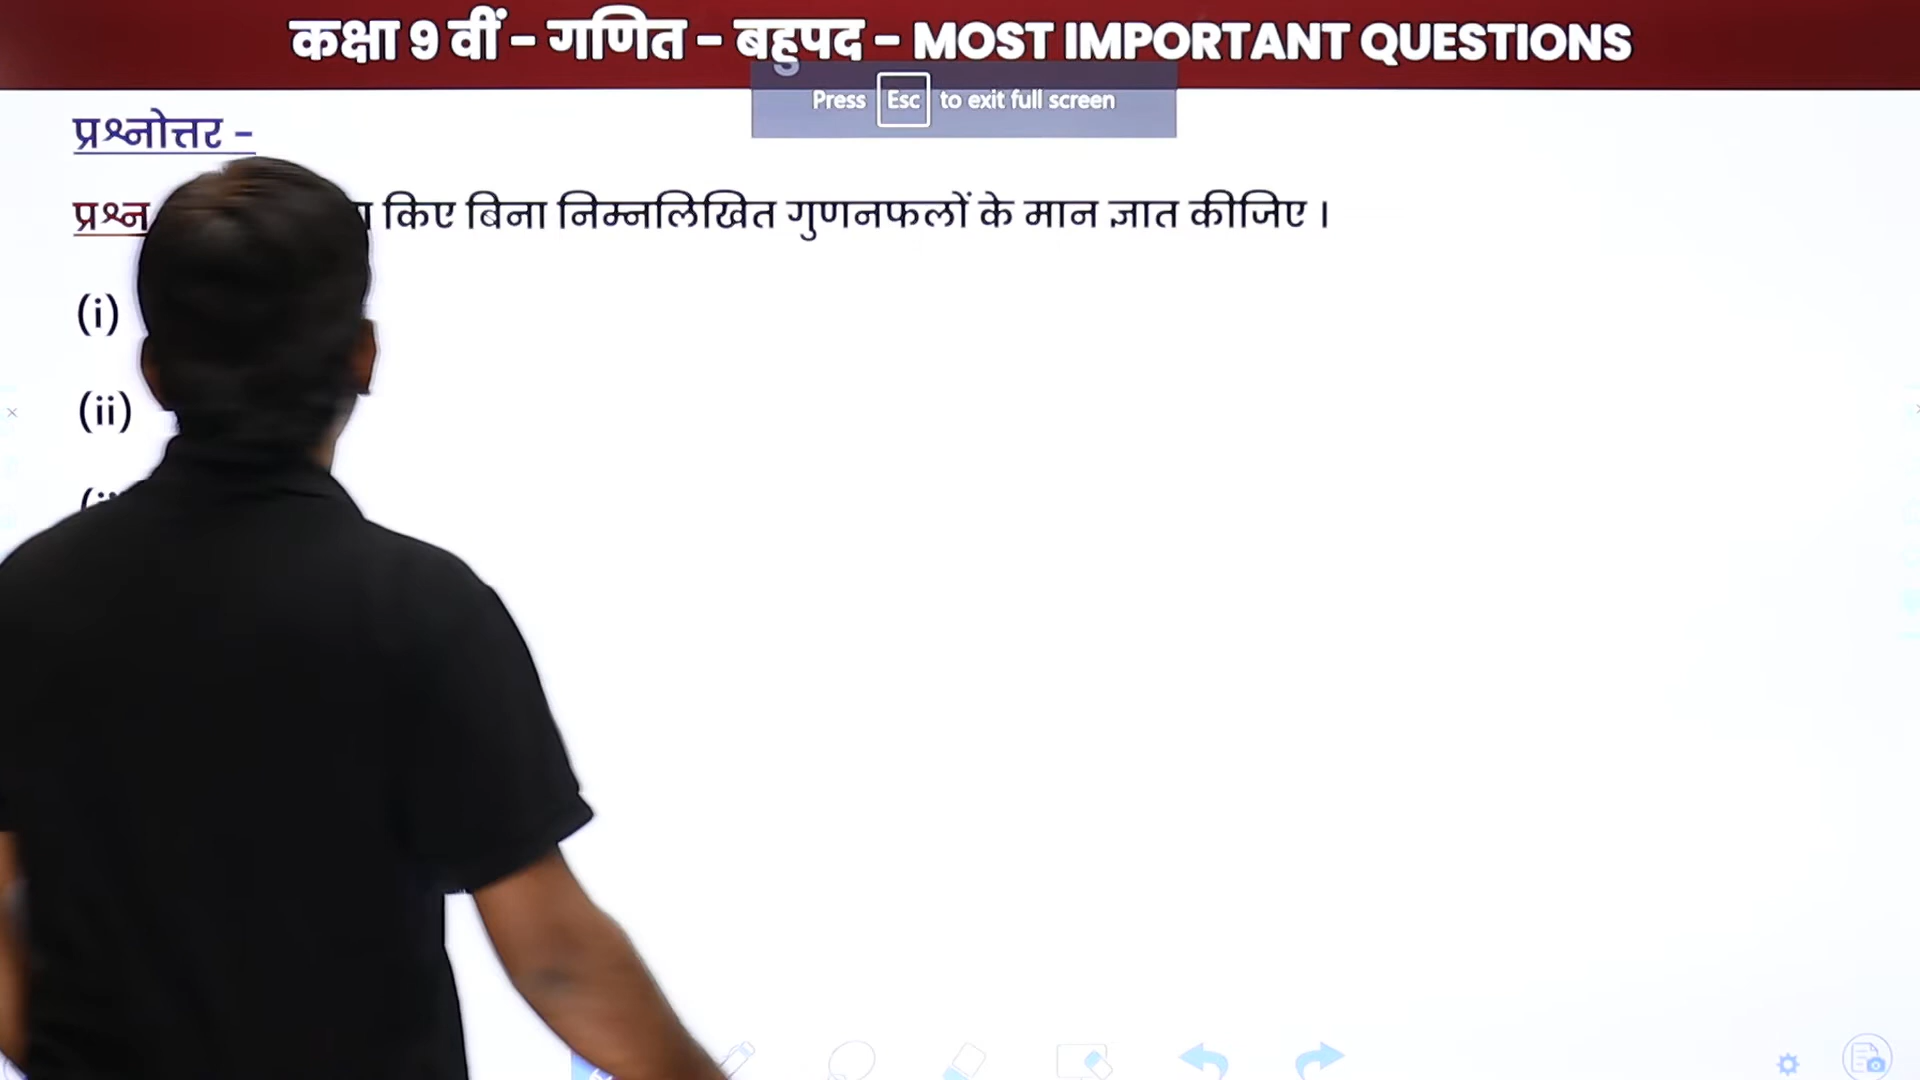 कक्षा 9 वीं - गणित - बहुपद - MOST IMPORTANT QUESTIONS
Press Esc to exit full screen
प्रश्नोत्तर -
प्रश्न किए बिना निम्नलिखित गुणनफलों के मान ज्ञात कीजिए ।
(i)
(ii)